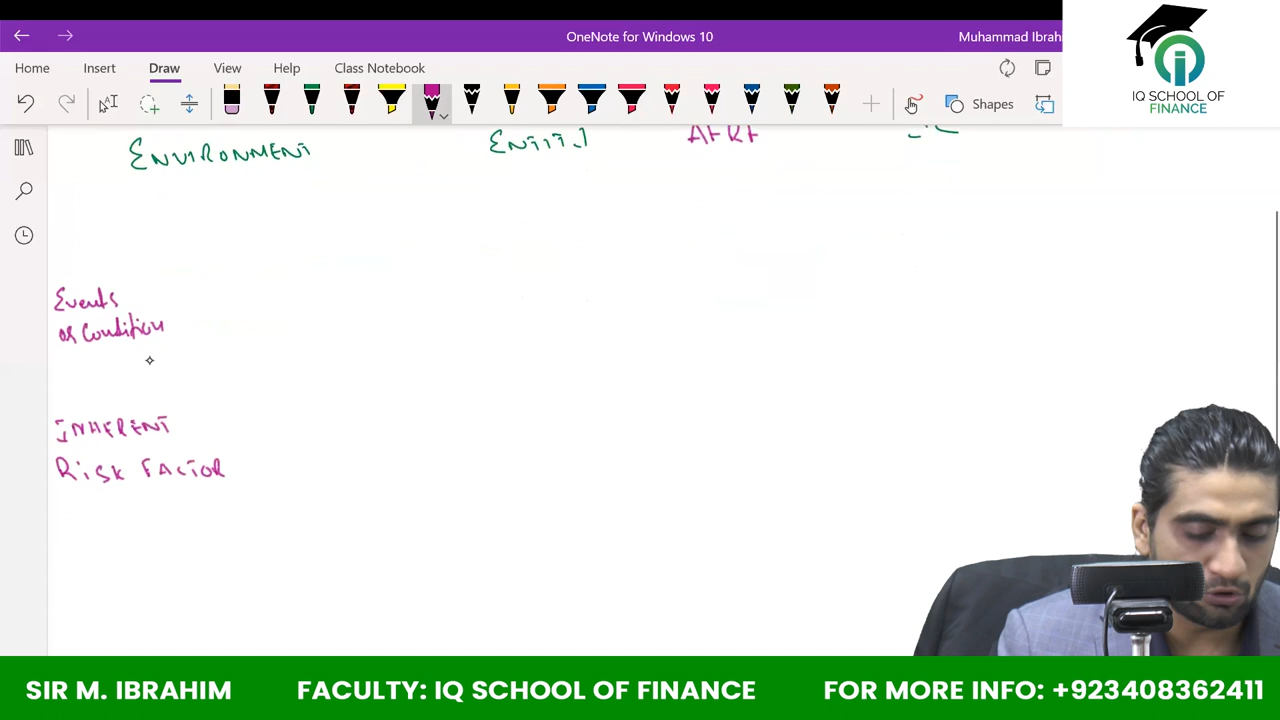 OneNote for Windows 10
Muhammad Ibrah
Home Insert Draw View Help Class Notebook
Shapes
IQ SCHOOL OF
FINANCE
ENVIRONMENT ENTITY AFRF
Events
or Condition
INHERENT
RISK FACTOR
SIR M. IBRAHIM FACULTY: IQ SCHOOL OF FINANCE FOR MORE INFO: +923408362411